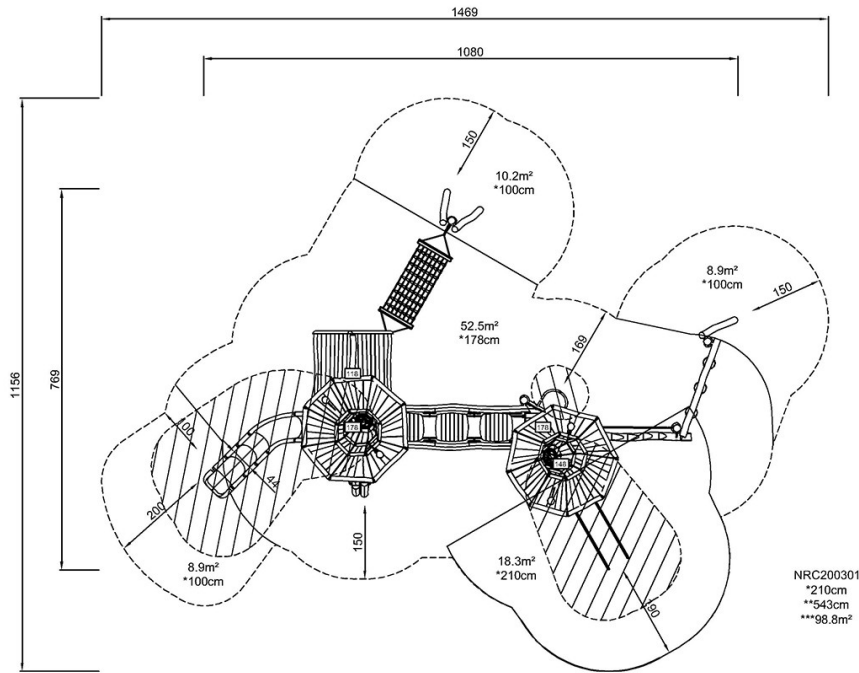 1469
1080
150
10.2m²
*100cm
8.9m²
*100cm
150
52.5m²
*178cm
169
1156
769
118
178
178
148
100
44
200
150
8.9m²
*100cm
18.3m²
*210cm
190
NRC200301
*210cm
**543cm
***98.8m²